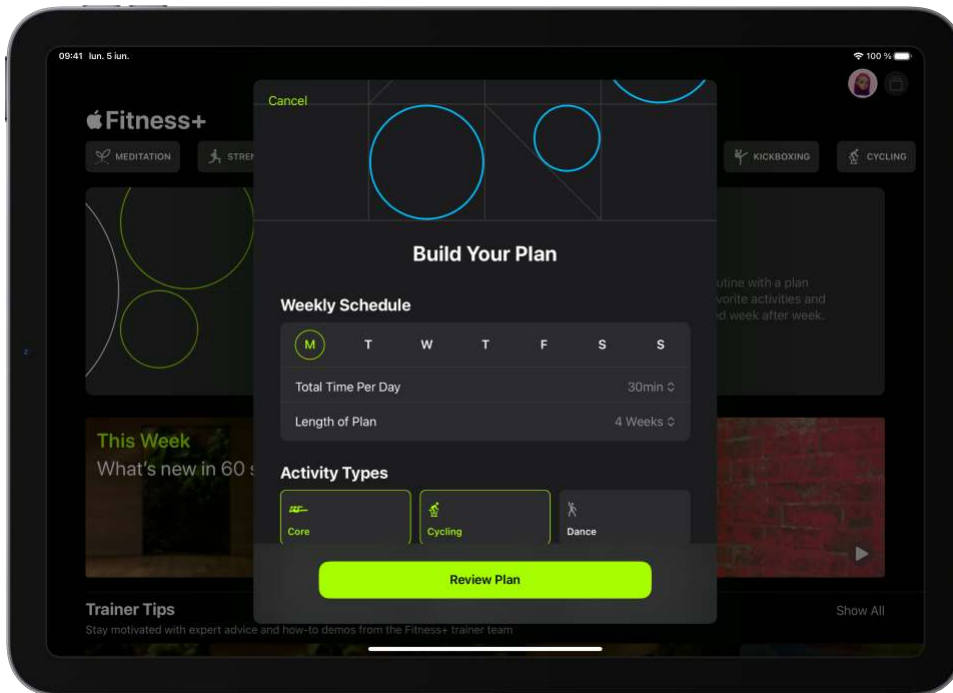 09:41 lun. 5 iun.
100 %
Cancel
Fitness+
MEDITATION
STRE
KICKBOXING
CYCLING
Build Your Plan
utine with a plan
vorite activities and
d week after week.
Weekly Schedule
M T W T F S S
Total Time Per Day
30min
Length of Plan
4 Weeks
This Week
What's new in 60 s
Activity Types
Core
Cycling
Dance
Review Plan
Trainer Tips
Show All
Stay motivated with expert advice and how-to demos from the Fitness+ trainer team